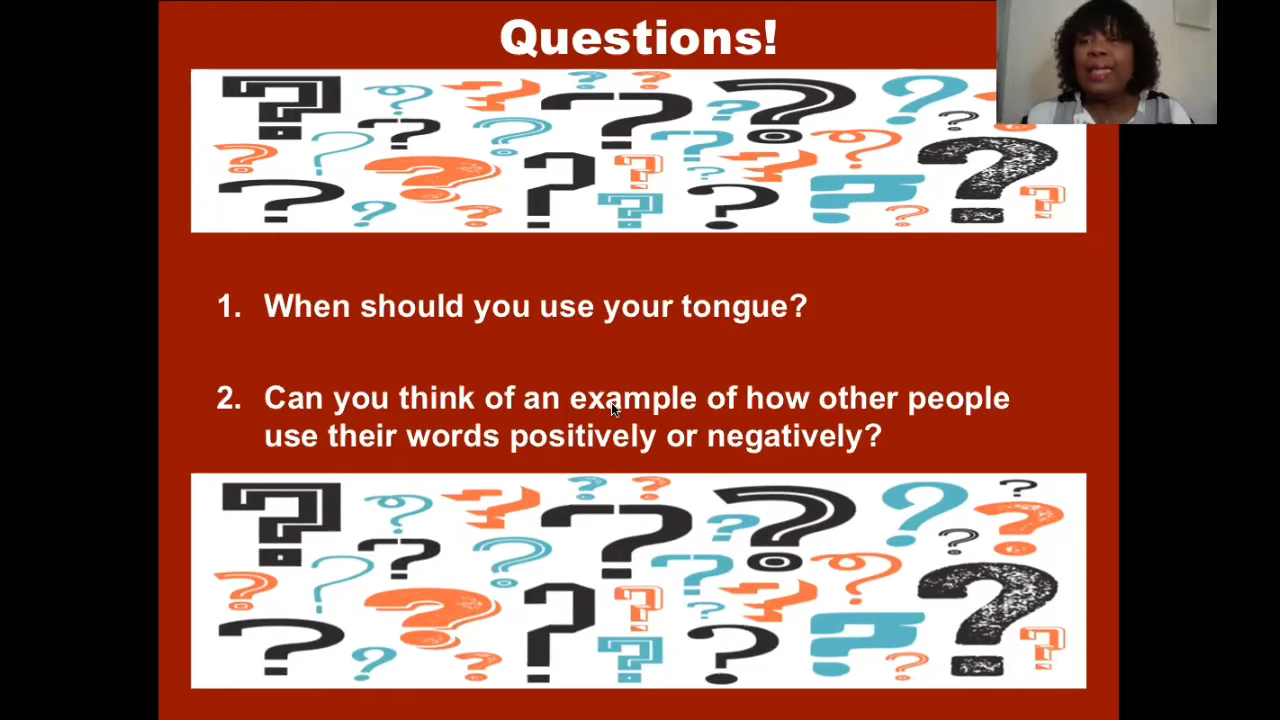 Questions!
1. When should you use your tongue?
2. Can you think of an example of how other people
use their words positively or negatively?